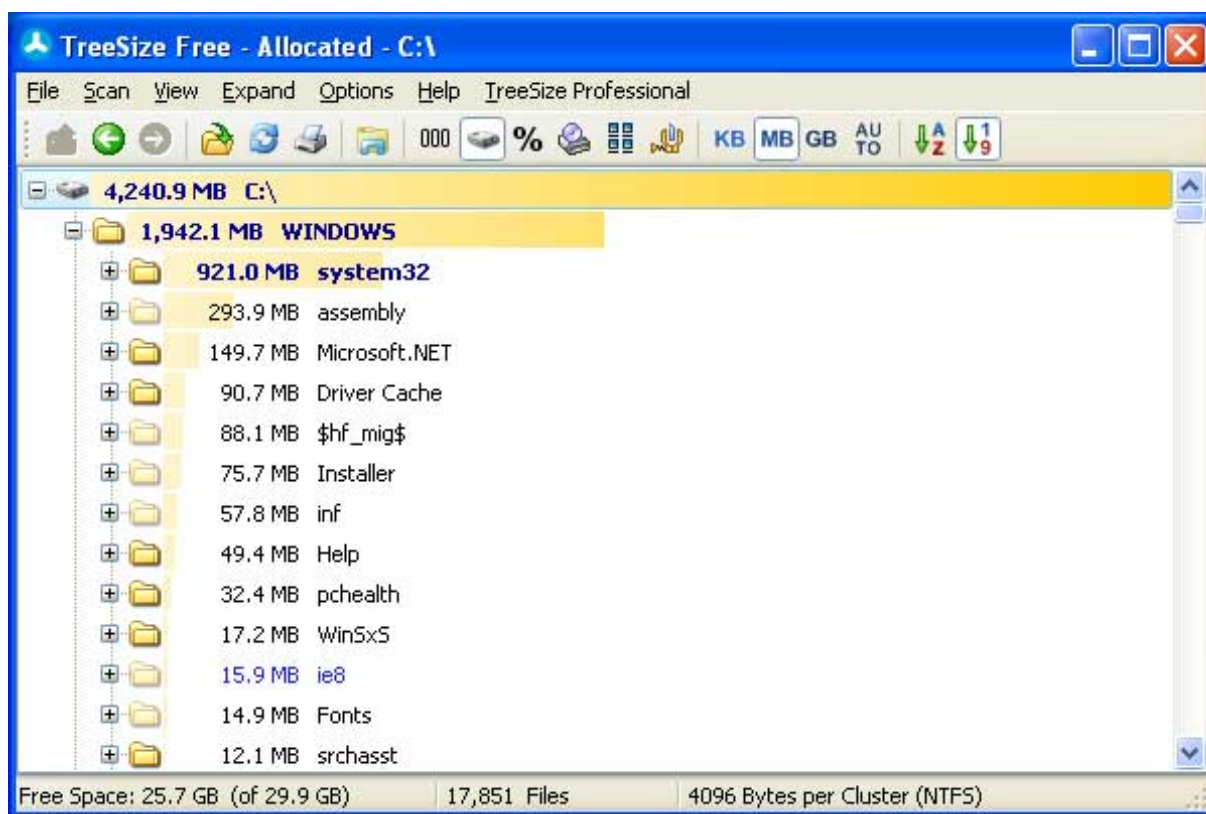 TreeSize Free - Allocated - C:\
File Scan View Expand Options Help TreeSize Professional
000 % KB MB GB AUTO A Z 1 9
4,240.9 MB C:\
1,942.1 MB WINDOWS
921.0 MB system32
293.9 MB assembly
149.7 MB Microsoft.NET
90.7 MB Driver Cache
88.1 MB $hf_mig$
75.7 MB Installer
57.8 MB inf
49.4 MB Help
32.4 MB pchealth
17.2 MB WinSxS
15.9 MB ie8
14.9 MB Fonts
12.1 MB srchasst
Free Space: 25.7 GB (of 29.9 GB) 17,851 Files 4096 Bytes per Cluster (NTFS)